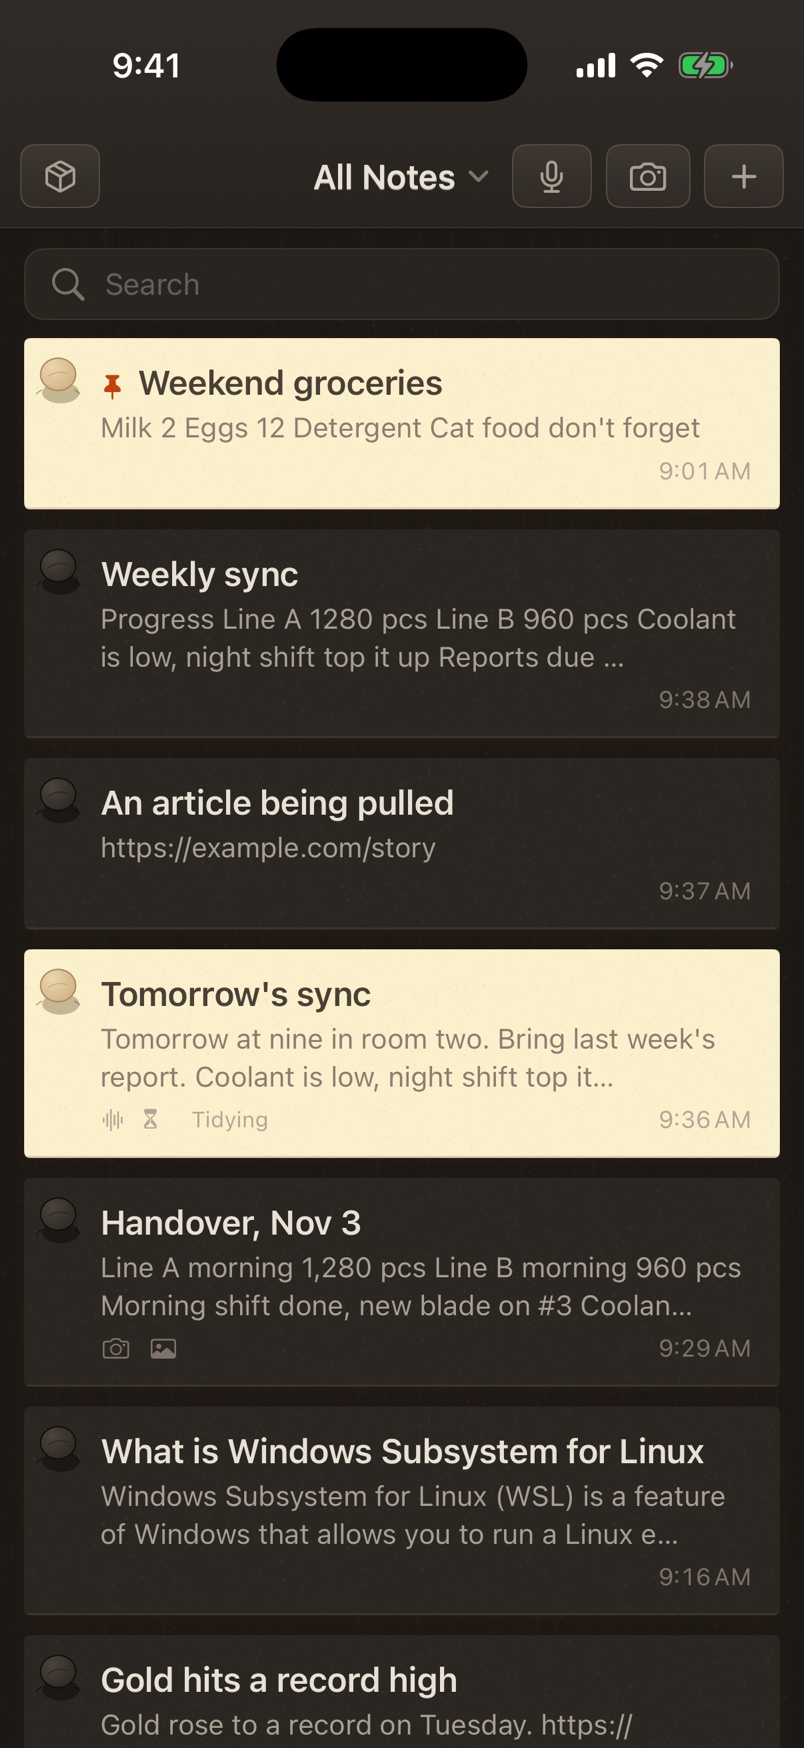 9:41
All Notes
Search
Weekend groceries
Milk 2 Eggs 12 Detergent Cat food don't forget
9:01 AM
Weekly sync
Progress Line A 1280 pcs Line B 960 pcs Coolant
is low, night shift top it up Reports due ...
9:38 AM
An article being pulled
https://example.com/story
9:37 AM
Tomorrow's sync
Tomorrow at nine in room two. Bring last week's
report. Coolant is low, night shift top it...
Tidying 9:36 AM
Handover, Nov 3
Line A morning 1,280 pcs Line B morning 960 pcs
Morning shift done, new blade on #3 Coolan...
9:29 AM
What is Windows Subsystem for Linux
Windows Subsystem for Linux (WSL) is a feature
of Windows that allows you to run a Linux e...
9:16 AM
Gold hits a record high
Gold rose to a record on Tuesday. https://